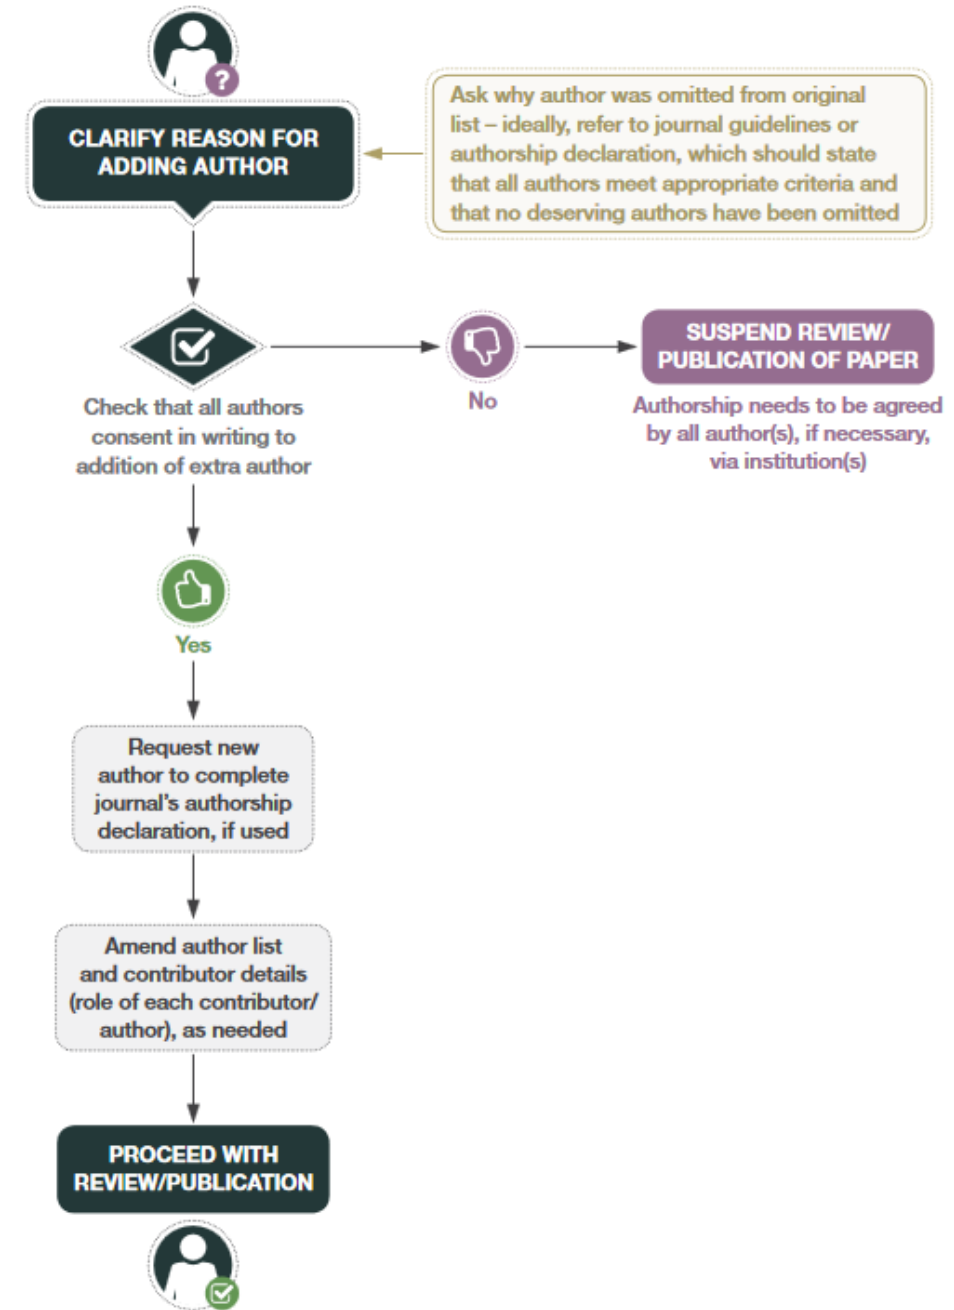 ?
CLARIFY REASON FOR
ADDING AUTHOR
Ask why author was omitted from original
list – ideally, refer to journal guidelines or
authorship declaration, which should state
that all authors meet appropriate criteria and
that no deserving authors have been omitted
Check that all authors
consent in writing to
addition of extra author
No
SUSPEND REVIEW/
PUBLICATION OF PAPER
Authorship needs to be agreed
by all author(s), if necessary,
via institution(s)
Yes
Request new
author to complete
journal’s authorship
declaration, if used
Amend author list
and contributor details
(role of each contributor/
author), as needed
PROCEED WITH
REVIEW/PUBLICATION